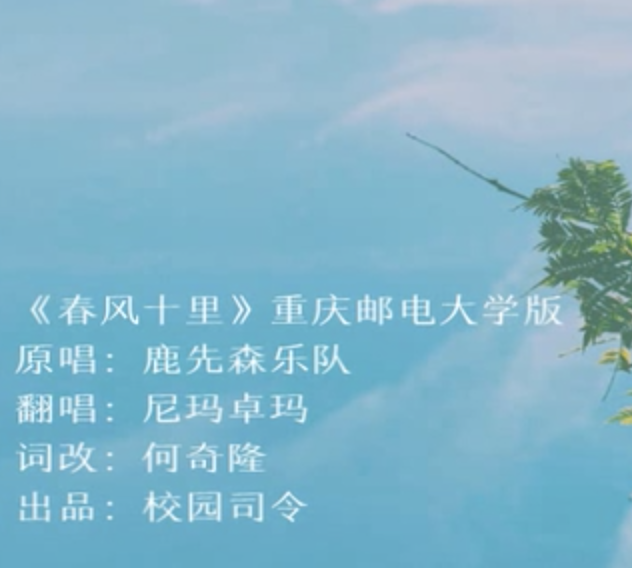 《春风十里》重庆邮电大学版
原唱：鹿先森乐队
翻唱：尼玛卓玛
词改：何奇隆
出品：校园司令